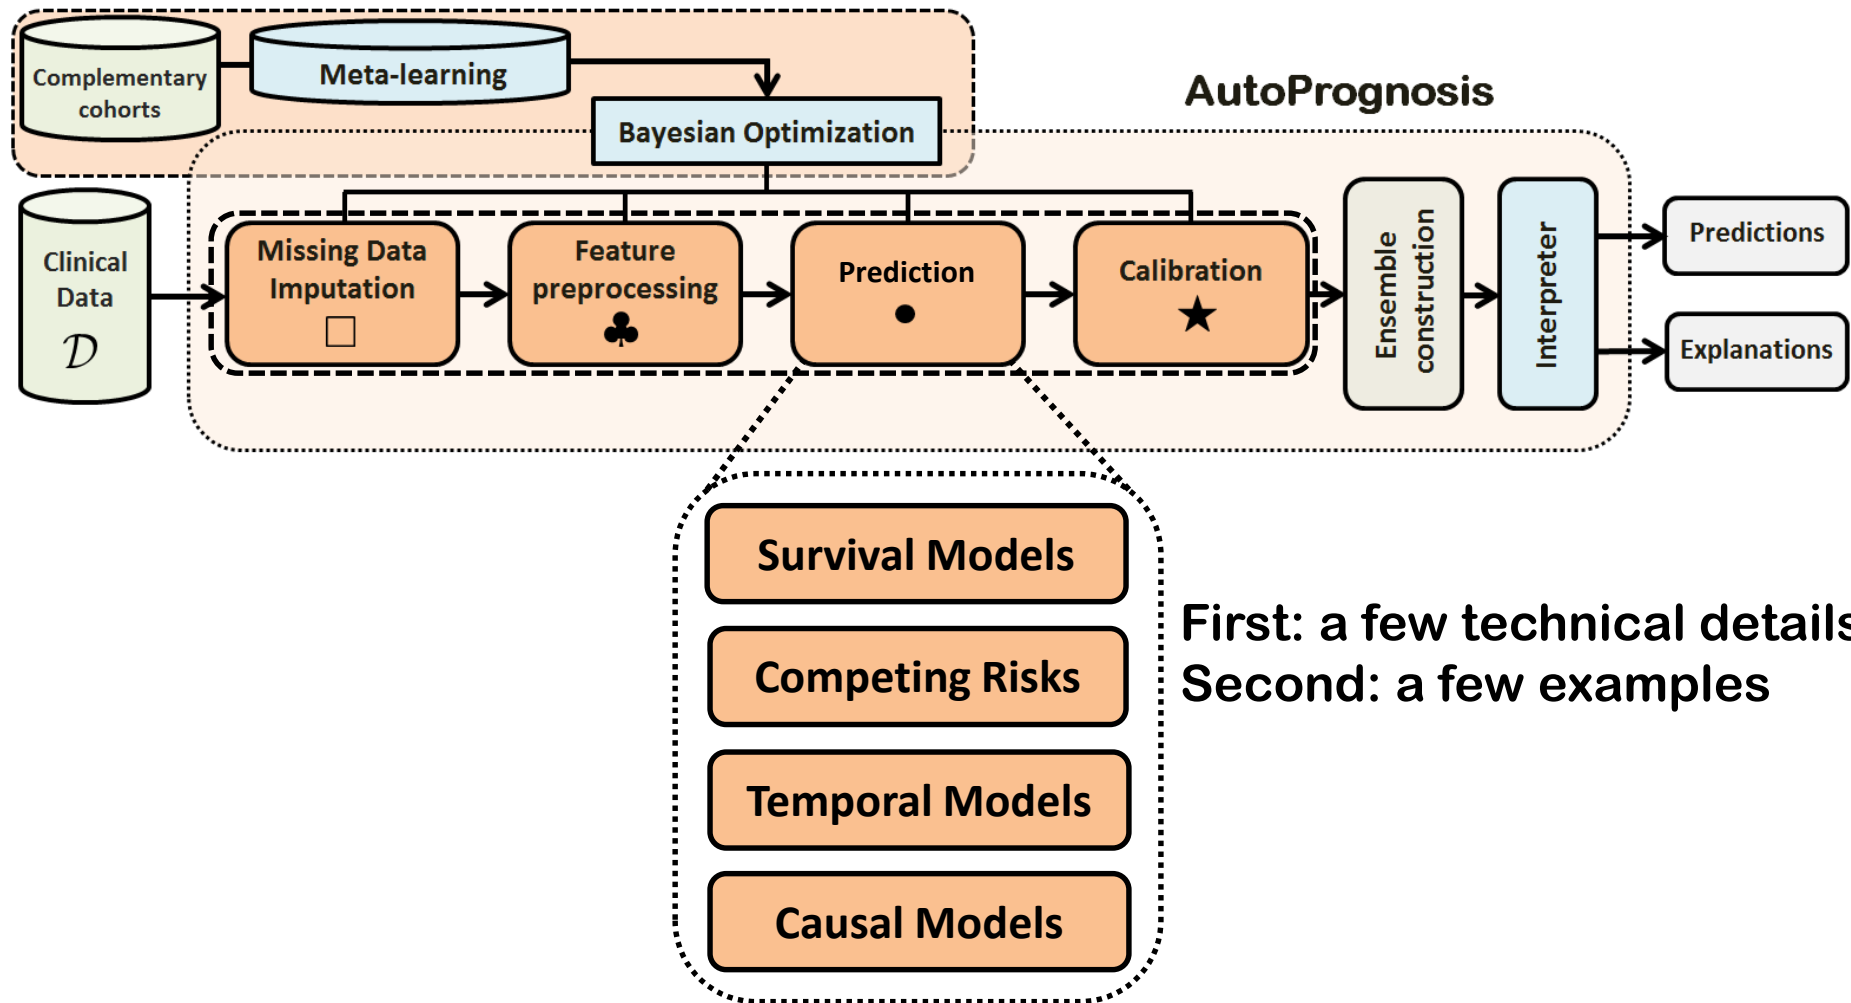 Complementary
cohorts
Meta-learning
AutoPrognosis
Bayesian Optimization
Clinical
Data
𝒟
Missing Data
Imputation
□
Feature
preprocessing
♣
Prediction
●
Calibration
★
Ensemble
construction
Interpreter
Predictions
Explanations
Survival Models
Competing Risks
Temporal Models
Causal Models
First: a few technical details
Second: a few examples